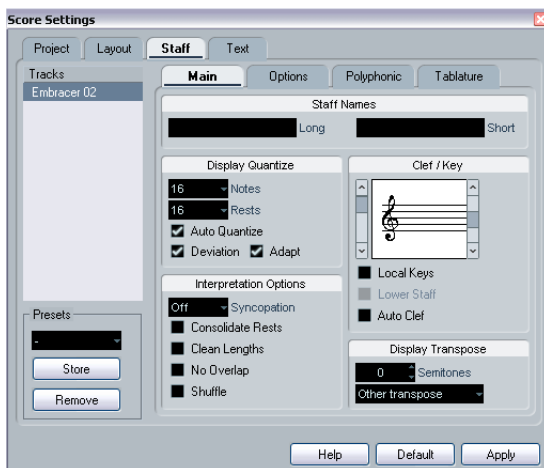 Score Settings
Project Layout Staff Text
Tracks
Embracer 02
Presets
-
Store
Remove
Main Options Polyphonic Tablature
Staff Names
Long Short
Display Quantize
16 Notes
16 Rests
Auto Quantize
Deviation Adapt
Interpretation Options
Off Syncopation
Consolidate Rests
Clean Lengths
No Overlap
Shuffle
Clef / Key
Local Keys
Lower Staff
Auto Clef
Display Transpose
0 Semitones
Other transpose
Help Default Apply